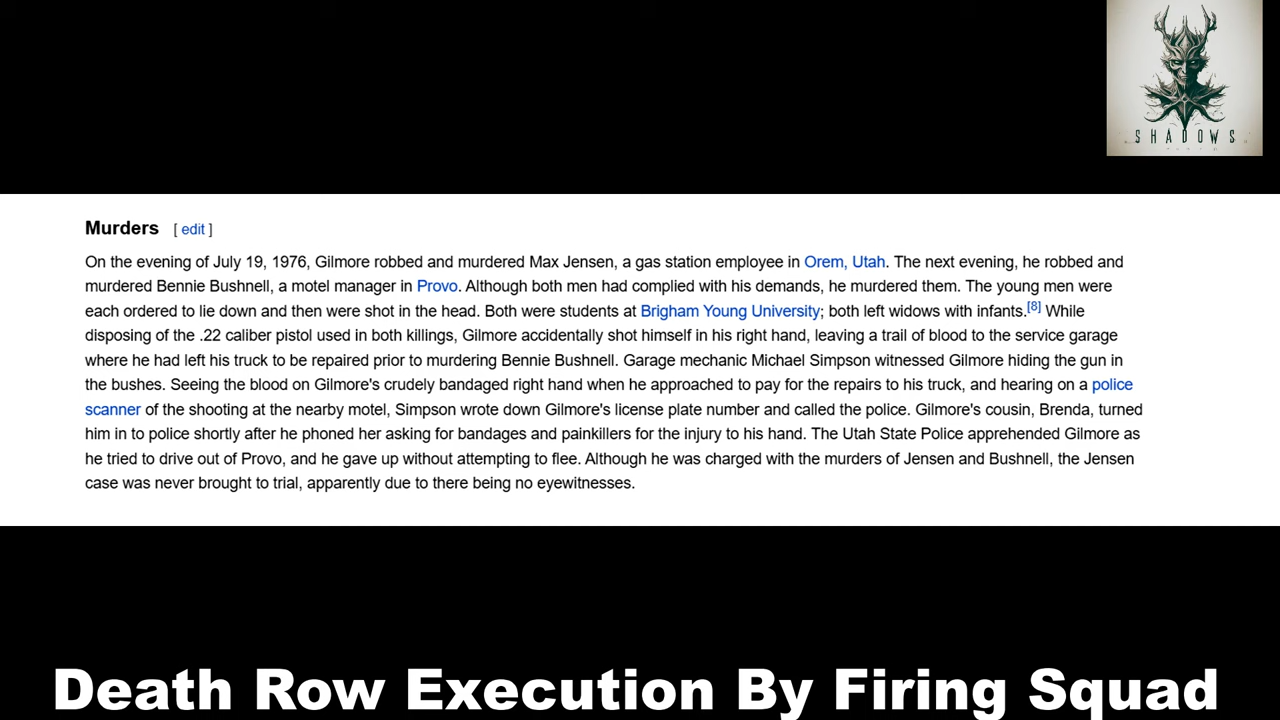 SHADOWS
Murders [ edit ]
On the evening of July 19, 1976, Gilmore robbed and murdered Max Jensen, a gas station employee in Orem, Utah. The next evening, he robbed and
murdered Bennie Bushnell, a motel manager in Provo. Although both men had complied with his demands, he murdered them. The young men were
each ordered to lie down and then were shot in the head. Both were students at Brigham Young University; both left widows with infants.[8] While
disposing of the .22 caliber pistol used in both killings, Gilmore accidentally shot himself in his right hand, leaving a trail of blood to the service garage
where he had left his truck to be repaired prior to murdering Bennie Bushnell. Garage mechanic Michael Simpson witnessed Gilmore hiding the gun in
the bushes. Seeing the blood on Gilmore's crudely bandaged right hand when he approached to pay for the repairs to his truck, and hearing on a police
scanner of the shooting at the nearby motel, Simpson wrote down Gilmore's license plate number and called the police. Gilmore's cousin, Brenda, turned
him in to police shortly after he phoned her asking for bandages and painkillers for the injury to his hand. The Utah State Police apprehended Gilmore as
he tried to drive out of Provo, and he gave up without attempting to flee. Although he was charged with the murders of Jensen and Bushnell, the Jensen
case was never brought to trial, apparently due to there being no eyewitnesses.
Death Row Execution By Firing Squad